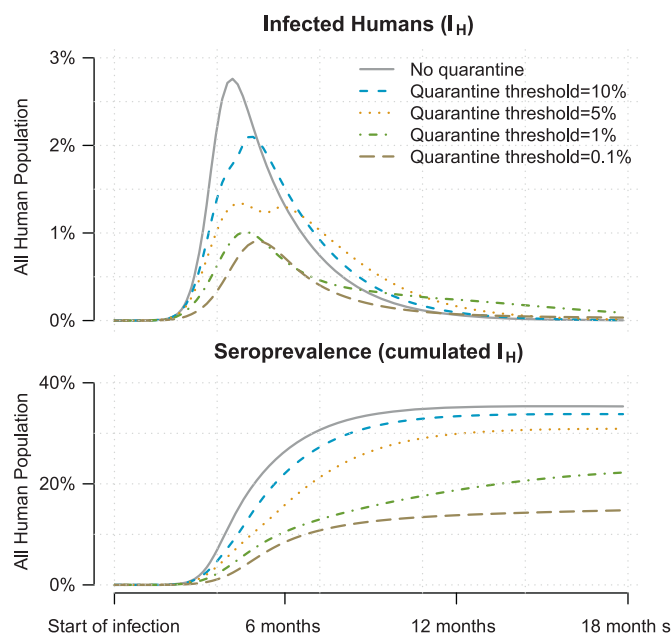 Infected Humans (I_H)
3%
2%
1%
0%
All Human Population
No quarantine
Quarantine threshold=10%
Quarantine threshold=5%
Quarantine threshold=1%
Quarantine threshold=0.1%
Seroprevalence (cumulated I_H)
40%
20%
0%
All Human Population
Start of infection
6 months
12 months
18 month s